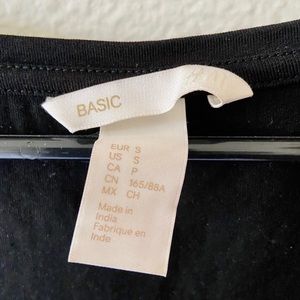 BASIC
EUR S
US S
CA P
CN 165/88A
MX CH
Made in
India
Fabriqué en
Inde